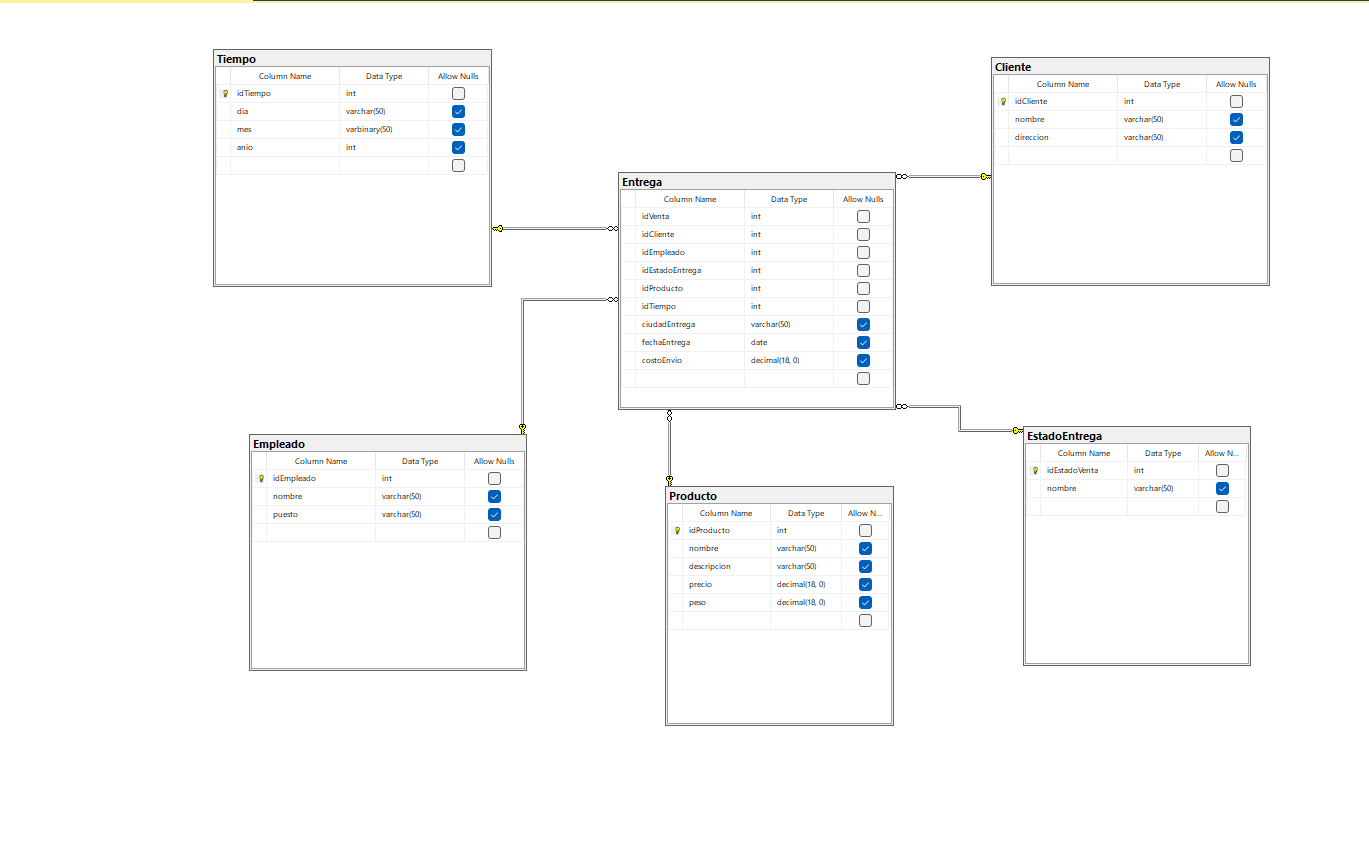 Tiempo
Column Name Data Type Allow Nulls
idTiempo int
dia varchar(50)
mes varbinary(50)
anio int
Cliente
Column Name Data Type Allow Nulls
idCliente int
nombre varchar(50)
direccion varchar(50)
Entrega
Column Name Data Type Allow Nulls
idVenta int
idCliente int
idEmpleado int
idEstadoEntrega int
idProducto int
idTiempo int
ciudadEntrega varchar(50)
fechaEntrega date
costoEnvio decimal(18, 0)
Empleado
Column Name Data Type Allow Nulls
idEmpleado int
nombre varchar(50)
puesto varchar(50)
Producto
Column Name Data Type Allow N...
idProducto int
nombre varchar(50)
descripcion varchar(50)
precio decimal(18, 0)
peso decimal(18, 0)
EstadoEntrega
Column Name Data Type Allow N...
idEstadoVenta int
nombre varchar(50)